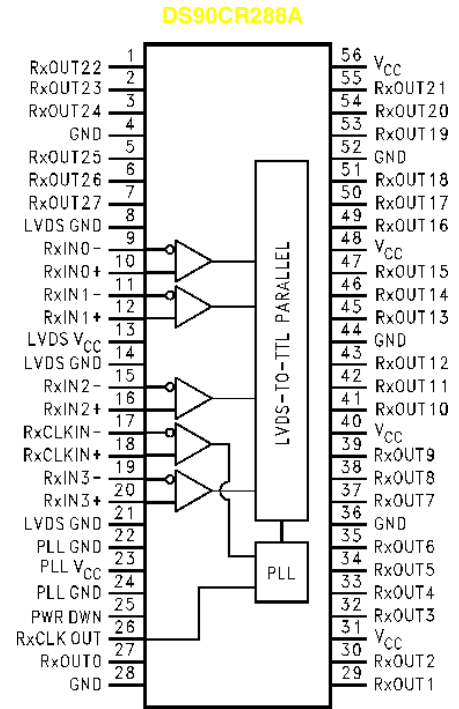 DS90CR288A
RxOUT22 1
RxOUT23 2
RxOUT24 3
GND 4
RxOUT25 5
RxOUT26 6
RxOUT27 7
LVDS GND 8
RxIN0- 9
RxIN0+ 10
RxIN1- 11
RxIN1+ 12
LVDS VCC 13
LVDS GND 14
RxIN2- 15
RxIN2+ 16
RxCLKIN- 17
RxCLKIN+ 18
RxIN3- 19
RxIN3+ 20
LVDS GND 21
PLL GND 22
PLL VCC 23
PLL GND 24
PWR DWN 25
RxCLK OUT 26
RxOUT0 27
GND 28
LVDS-TO-TTL PARALLEL
PLL
56 VCC
55 RxOUT21
54 RxOUT20
53 RxOUT19
52 GND
51 RxOUT18
50 RxOUT17
49 RxOUT16
48 VCC
47 RxOUT15
46 RxOUT14
45 RxOUT13
44 GND
43 RxOUT12
42 RxOUT11
41 RxOUT10
40 VCC
39 RxOUT9
38 RxOUT8
37 RxOUT7
36 GND
35 RxOUT6
34 RxOUT5
33 RxOUT4
32 RxOUT3
31 VCC
30 RxOUT2
29 RxOUT1